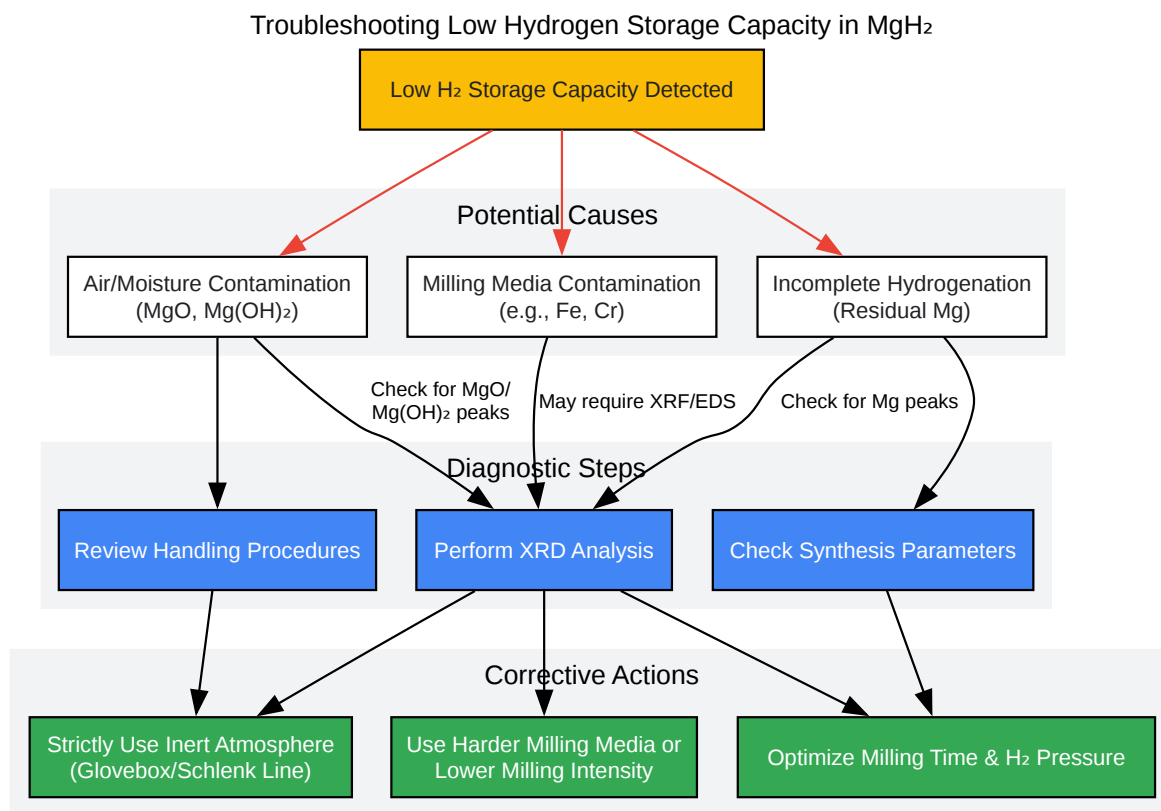 Troubleshooting Low Hydrogen Storage Capacity in MgH₂
Low H₂ Storage Capacity Detected
Potential Causes
Air/Moisture Contamination
(MgO, Mg(OH)₂)
Milling Media Contamination
(e.g., Fe, Cr)
Incomplete Hydrogenation
(Residual Mg)
Check for MgO/
Mg(OH)₂ peaks
May require XRF/EDS
Check for Mg peaks
Diagnostic Steps
Review Handling Procedures
Perform XRD Analysis
Check Synthesis Parameters
Corrective Actions
Strictly Use Inert Atmosphere
(Glovebox/Schlenk Line)
Use Harder Milling Media or
Lower Milling Intensity
Optimize Milling Time & H₂ Pressure